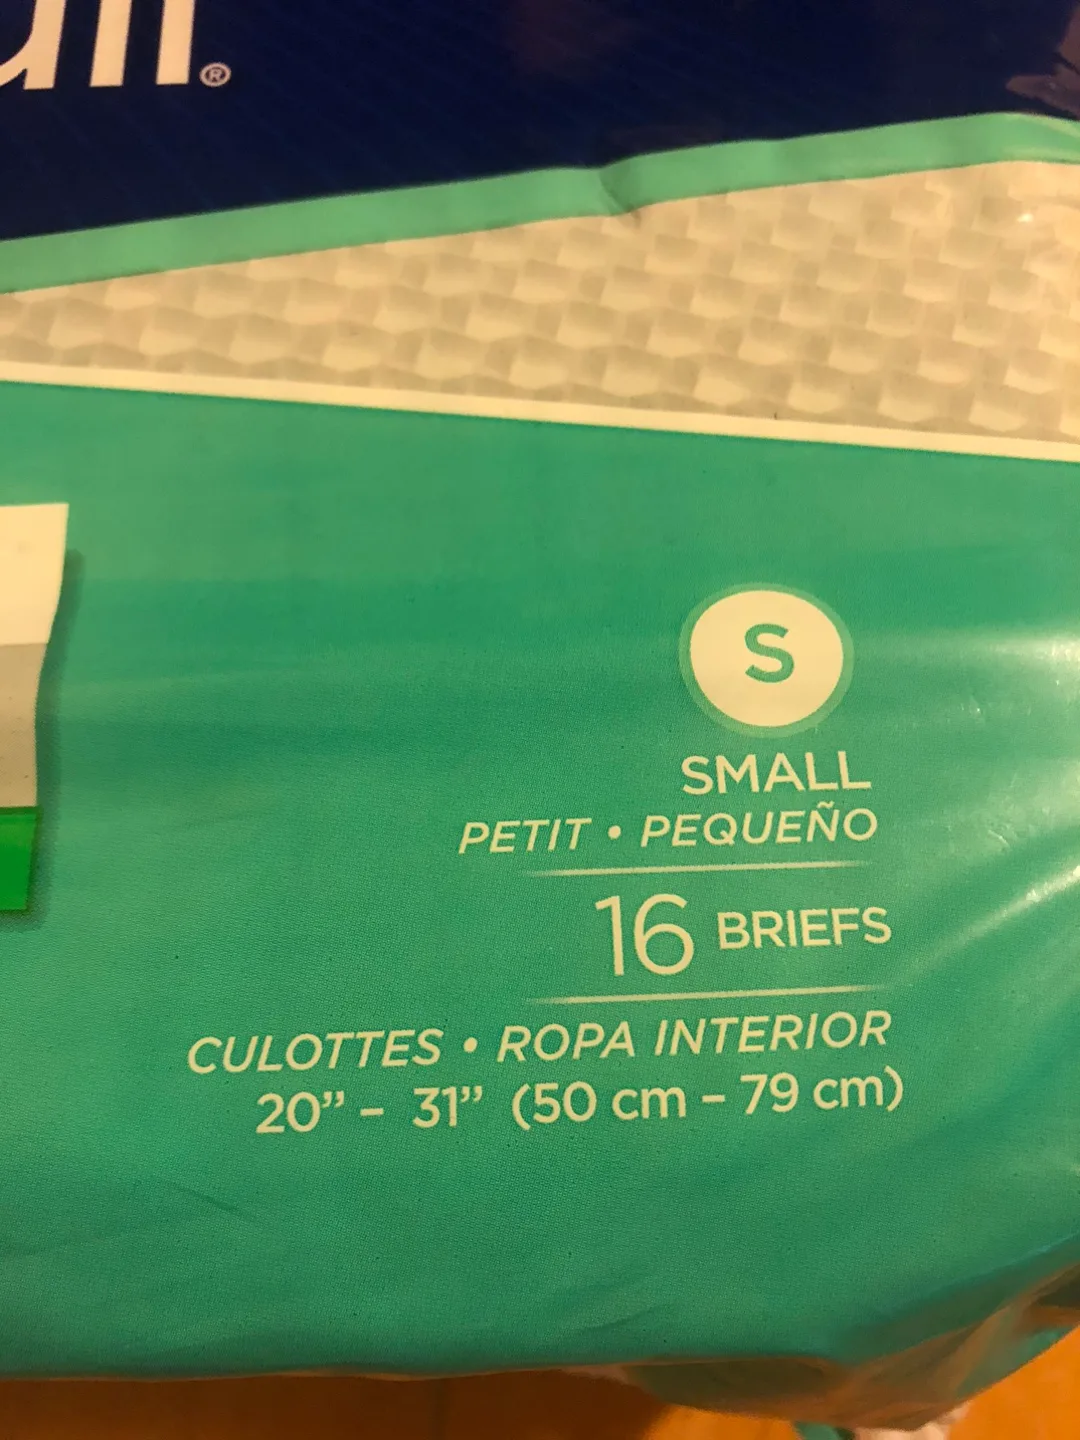 ®
S
SMALL
PETIT • PEQUEÑO
16 BRIEFS
CULOTTES • ROPA INTERIOR
20” – 31” (50 cm – 79 cm)